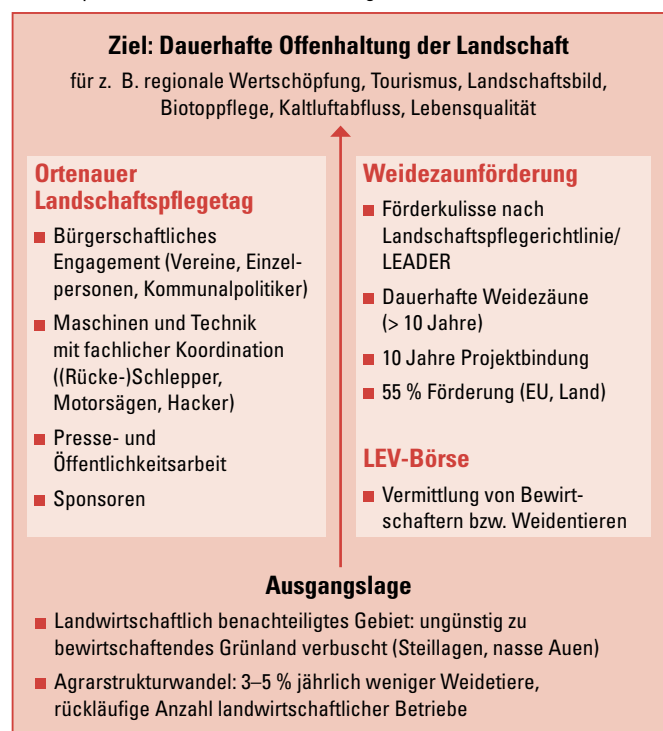 Ziel: Dauerhafte Offenhaltung der Landschaft
für z. B. regionale Wertschöpfung, Tourismus, Landschaftsbild,
Biotoppflege, Kaltluftabfluss, Lebensqualität
Ortenauer
Landschaftspflegetag
Bürgerschaftliches
Engagement (Vereine, Einzel-
personen, Kommunalpolitiker)
Maschinen und Technik
mit fachlicher Koordination
((Rücke-)Schlepper,
Motorsägen, Hacker)
Presse- und
Öffentlichkeitsarbeit
Sponsoren
Weidezaunförderung
Förderkulisse nach
Landschaftspflegerichtlinie/
LEADER
Dauerhafte Weidezäune
(> 10 Jahre)
10 Jahre Projektbindung
55 % Förderung (EU, Land)
LEV-Börse
Vermittlung von Bewirt-
schaftern bzw. Weidentieren
Ausgangslage
Landwirtschaftlich benachteiligtes Gebiet: ungünstig zu
bewirtschaftendes Grünland verbuscht (Steillagen, nasse Auen)
Agrarstrukturwandel: 3–5 % jährlich weniger Weidetiere,
rückläufige Anzahl landwirtschaftlicher Betriebe